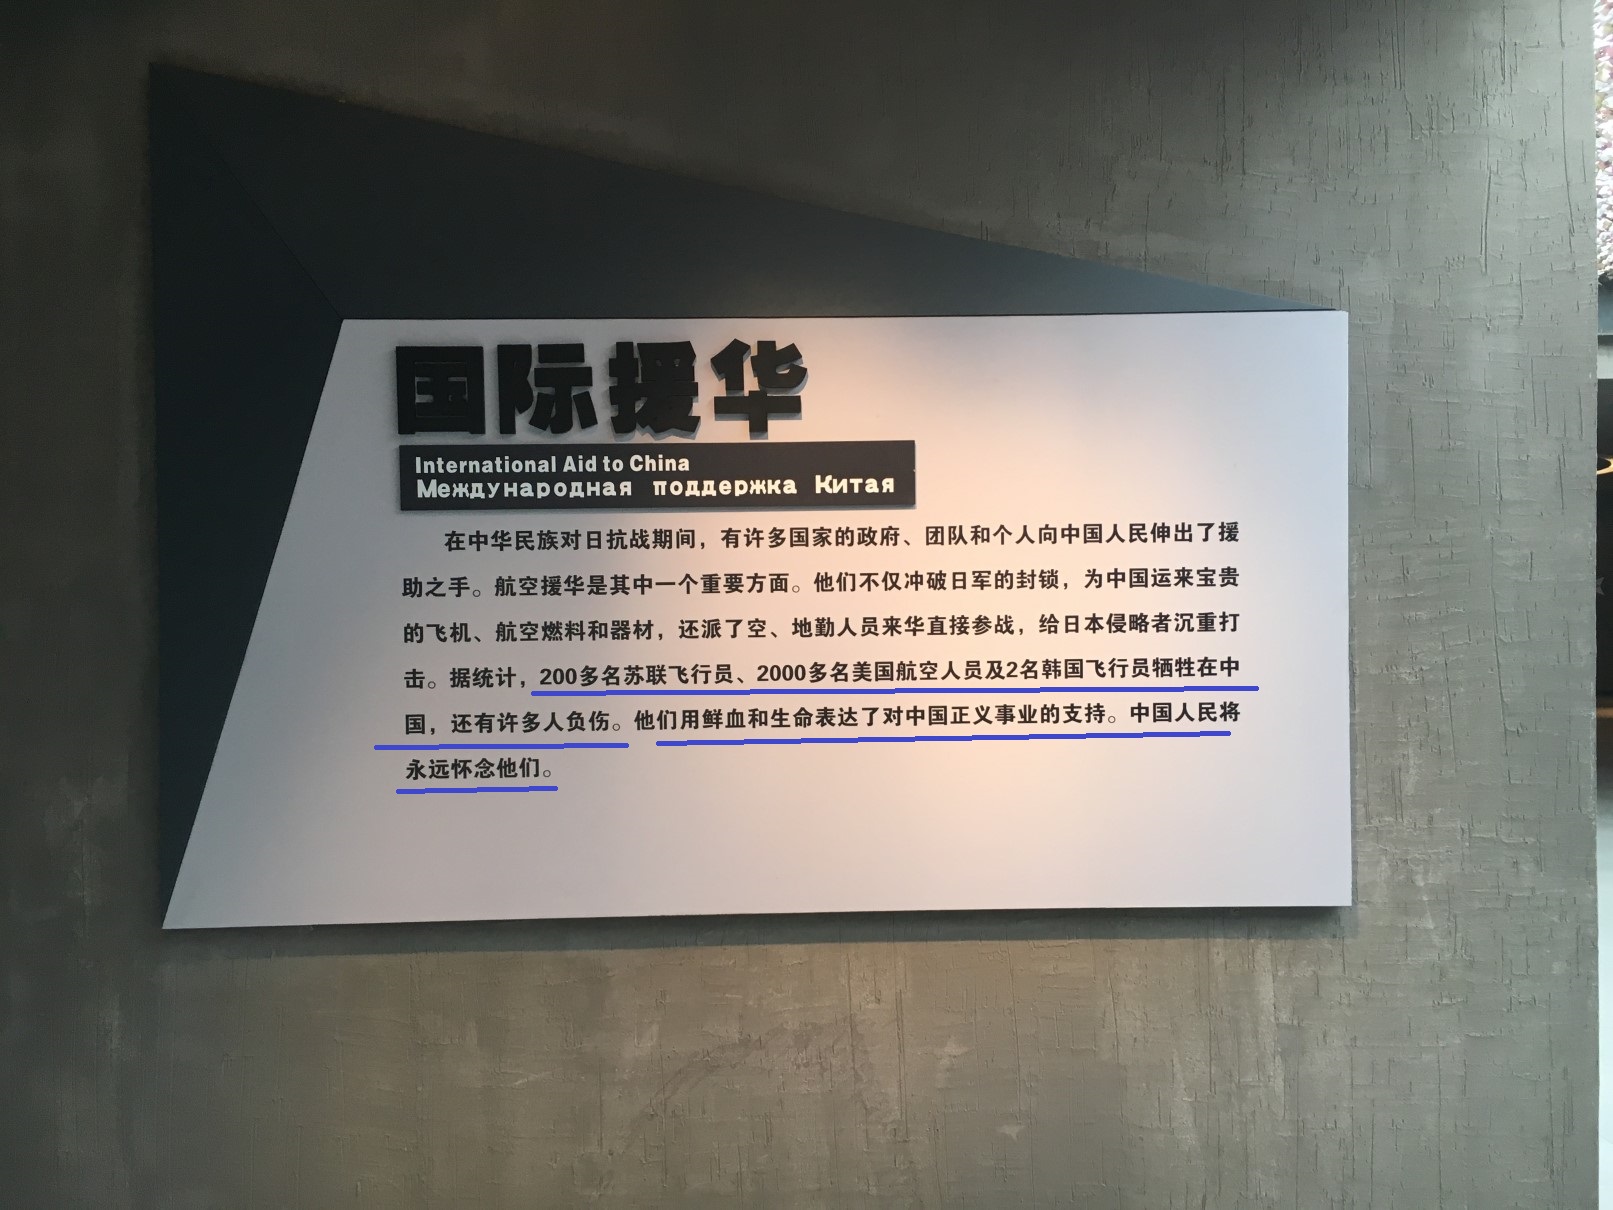 国际援华
International Aid to China
Международная поддержка Китая
在中华民族对日抗战期间，有许多国家的政府、团队和个人向中国人民伸出了援
助之手。航空援华是其中一个重要方面。他们不仅冲破日军的封锁，为中国运来宝贵
的飞机、航空燃料和器材，还派了空、地勤人员来华直接参战，给日本侵略者沉重打
击。据统计，200多名苏联飞行员、2000多名美国航空人员及2名韩国飞行员牺牲在中
国，还有许多人负伤。他们用鲜血和生命表达了对中国正义事业的支持。中国人民将
永远怀念他们。